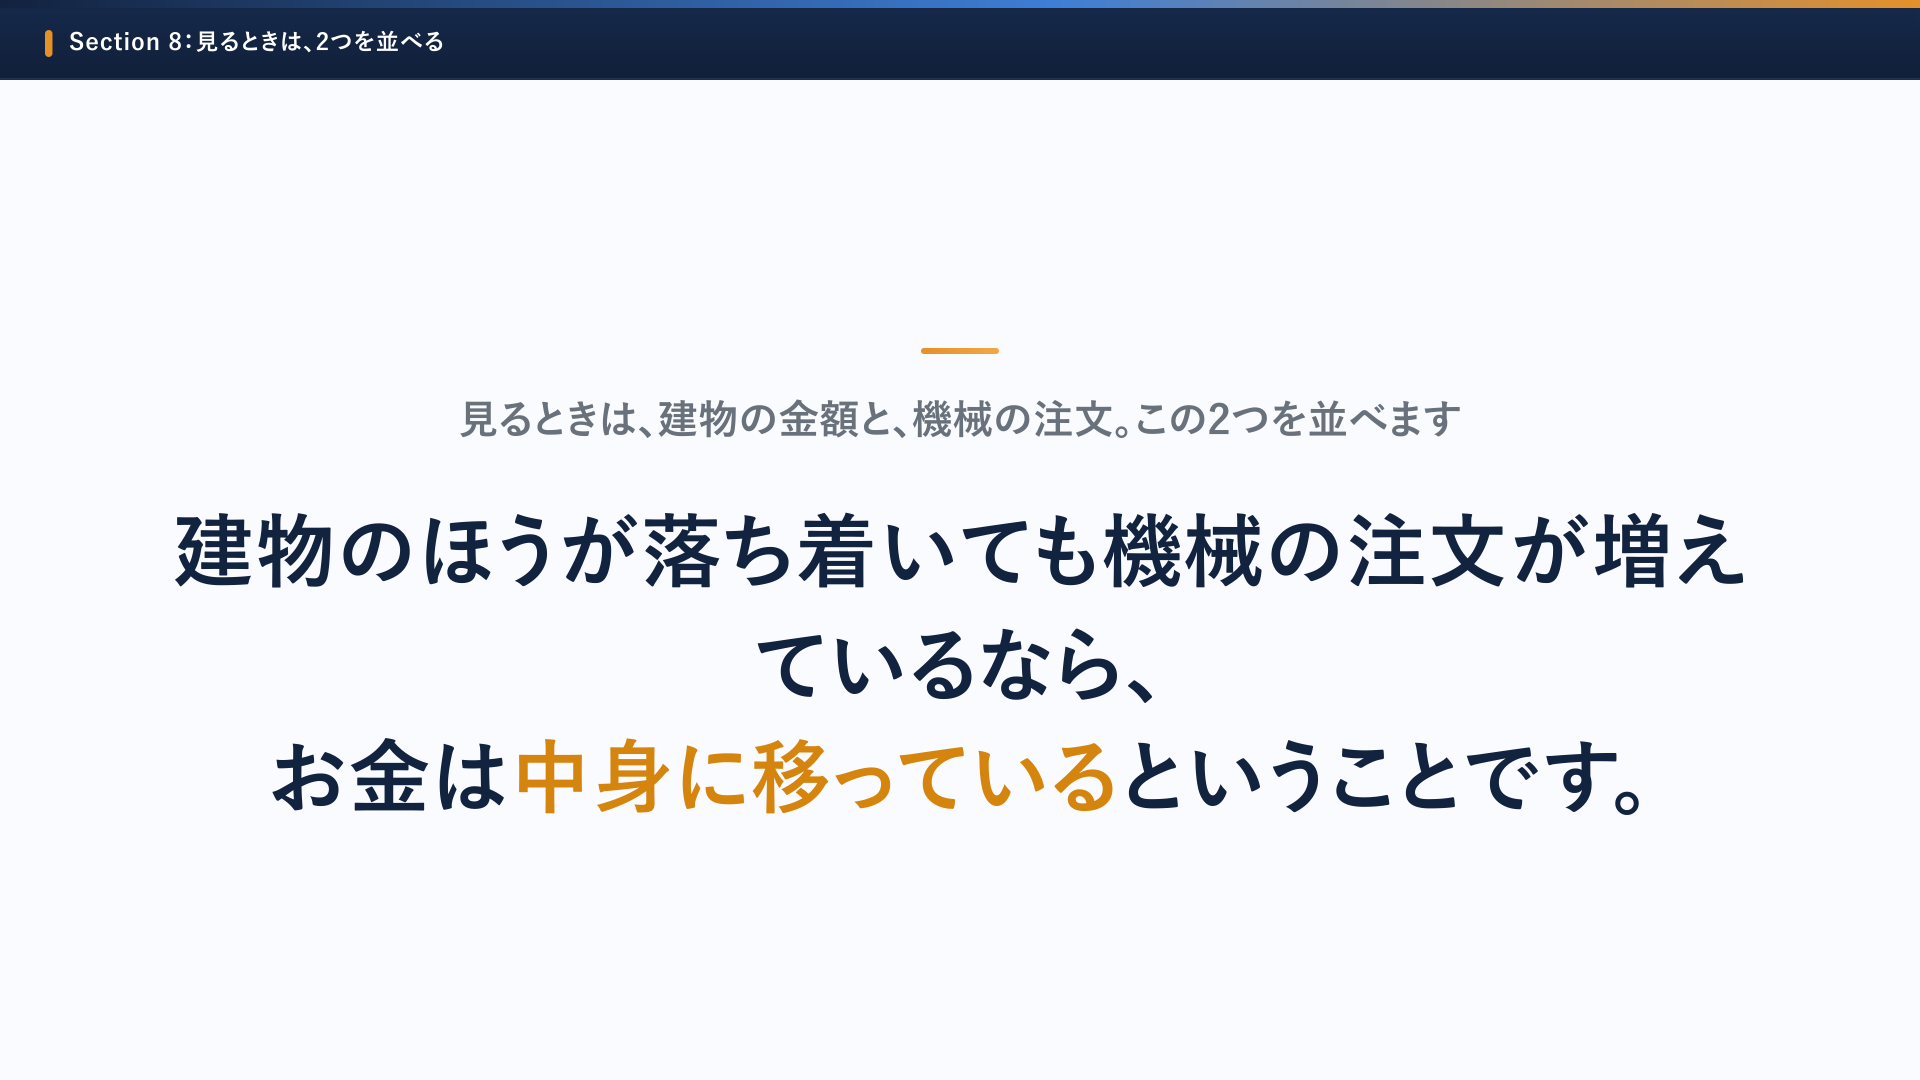 Section 8：見るときは、2つを並べる
見るときは、建物の金額と、機械の注文。この2つを並べます
建物のほうが落ち着いても機械の注文が増え
ているなら、
お金は中身に移っているということです。